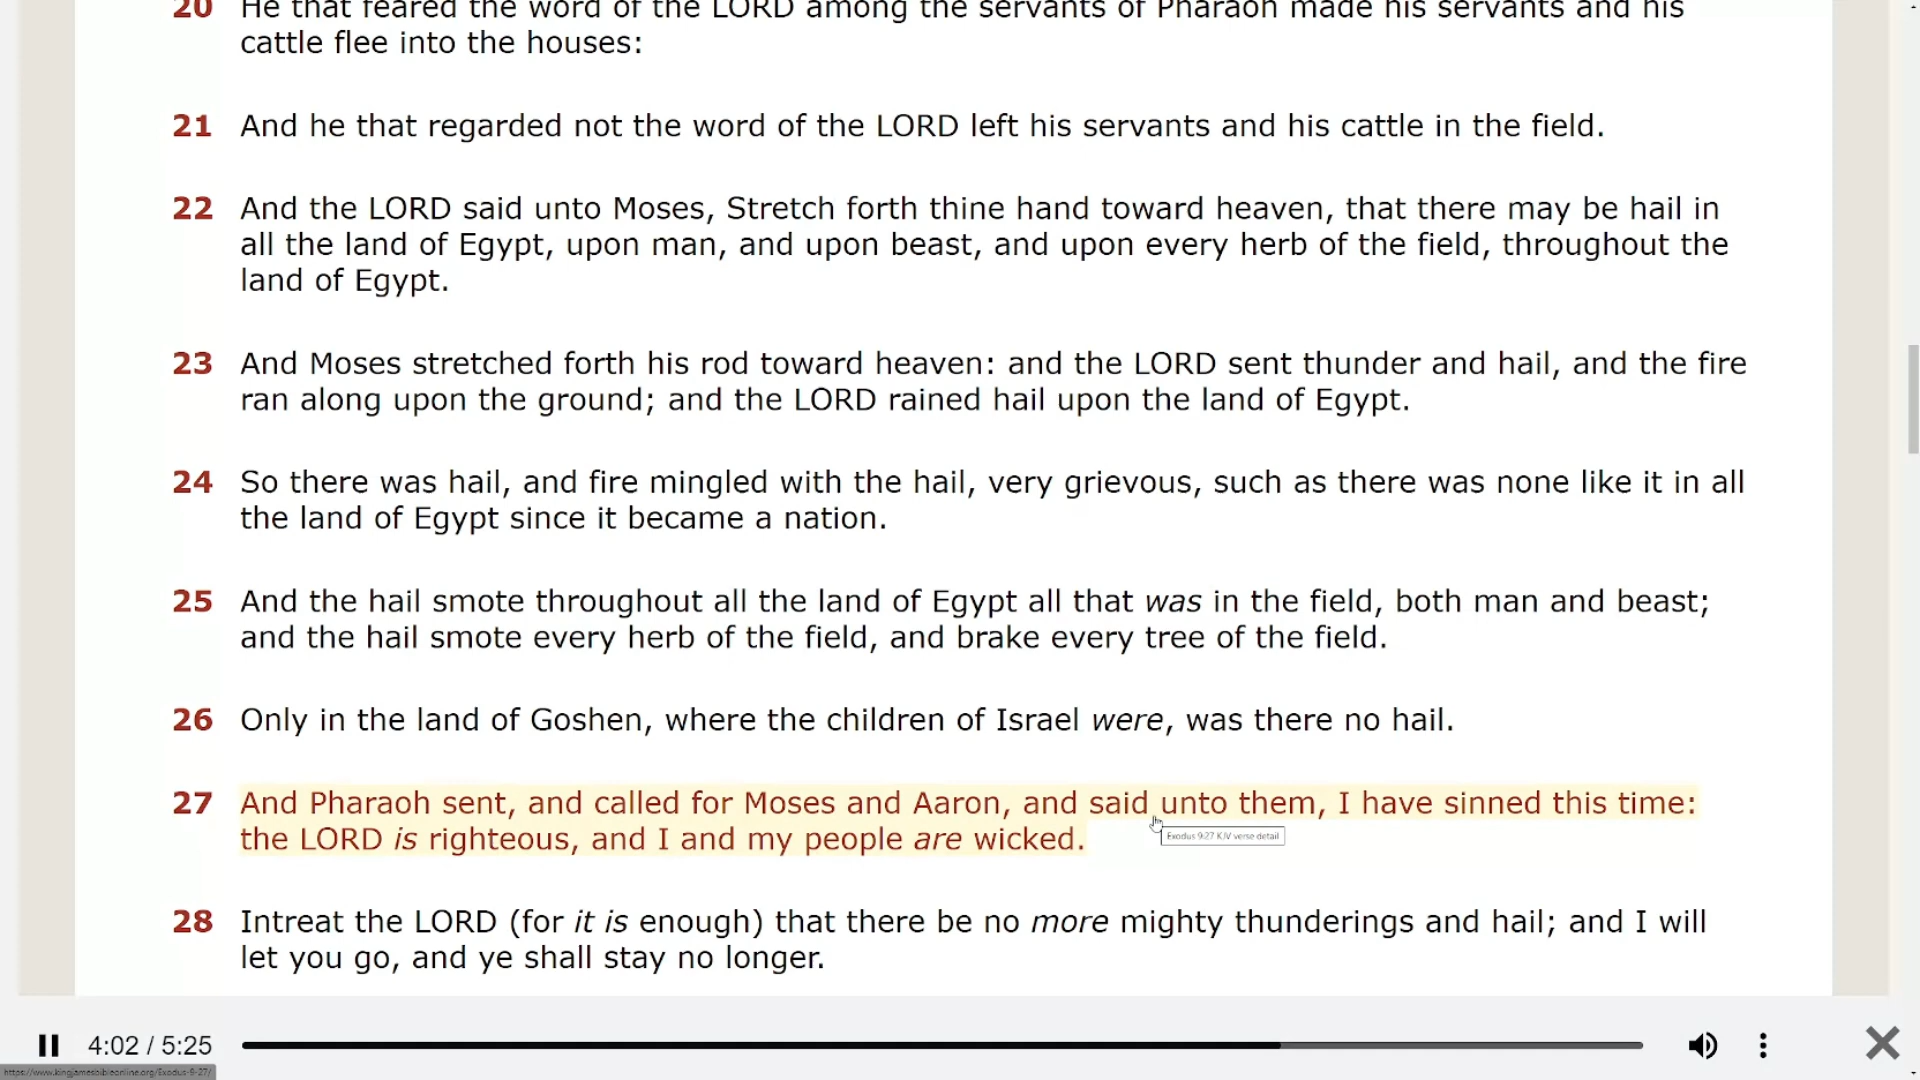 20 He that feared the word of the LORD among the servants of Pharaoh made his servants and his
cattle flee into the houses:
21 And he that regarded not the word of the LORD left his servants and his cattle in the field.
22 And the LORD said unto Moses, Stretch forth thine hand toward heaven, that there may be hail in
all the land of Egypt, upon man, and upon beast, and upon every herb of the field, throughout the
land of Egypt.
23 And Moses stretched forth his rod toward heaven: and the LORD sent thunder and hail, and the fire
ran along upon the ground; and the LORD rained hail upon the land of Egypt.
24 So there was hail, and fire mingled with the hail, very grievous, such as there was none like it in all
the land of Egypt since it became a nation.
25 And the hail smote throughout all the land of Egypt all that was in the field, both man and beast;
and the hail smote every herb of the field, and brake every tree of the field.
26 Only in the land of Goshen, where the children of Israel were, was there no hail.
27 And Pharaoh sent, and called for Moses and Aaron, and said unto them, I have sinned this time:
the LORD is righteous, and I and my people are wicked.
Exodus 9:27 KJV verse detail
28 Intreat the LORD (for it is enough) that there be no more mighty thunderings and hail; and I will
let you go, and ye shall stay no longer.
4:02 / 5:25
https://www.kingjamesbibleonline.org/Exodus-9-27/